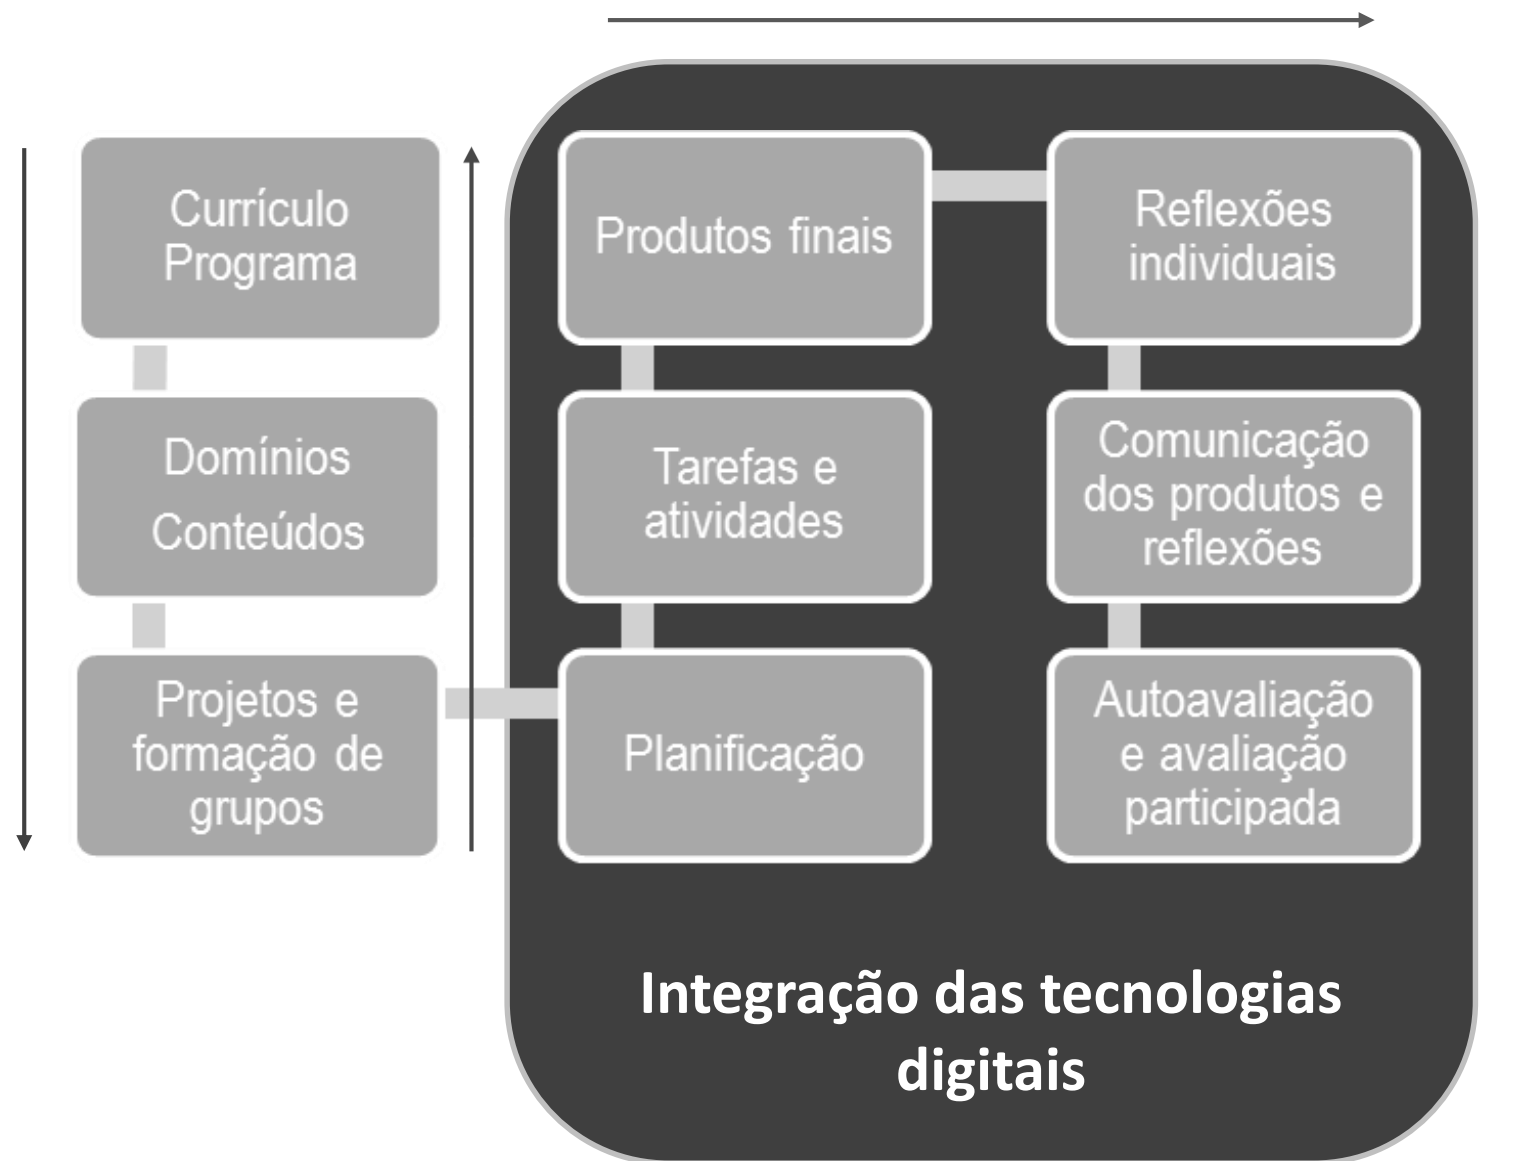 Currículo
Programa
Domínios
Conteúdos
Projetos e
formação de
grupos
Planificação
Tarefas e
atividades
Produtos finais
Reflexões
individuais
Comunicação
dos produtos e
reflexões
Autoavaliação
e avaliação
participada
Integração das tecnologias
digitais